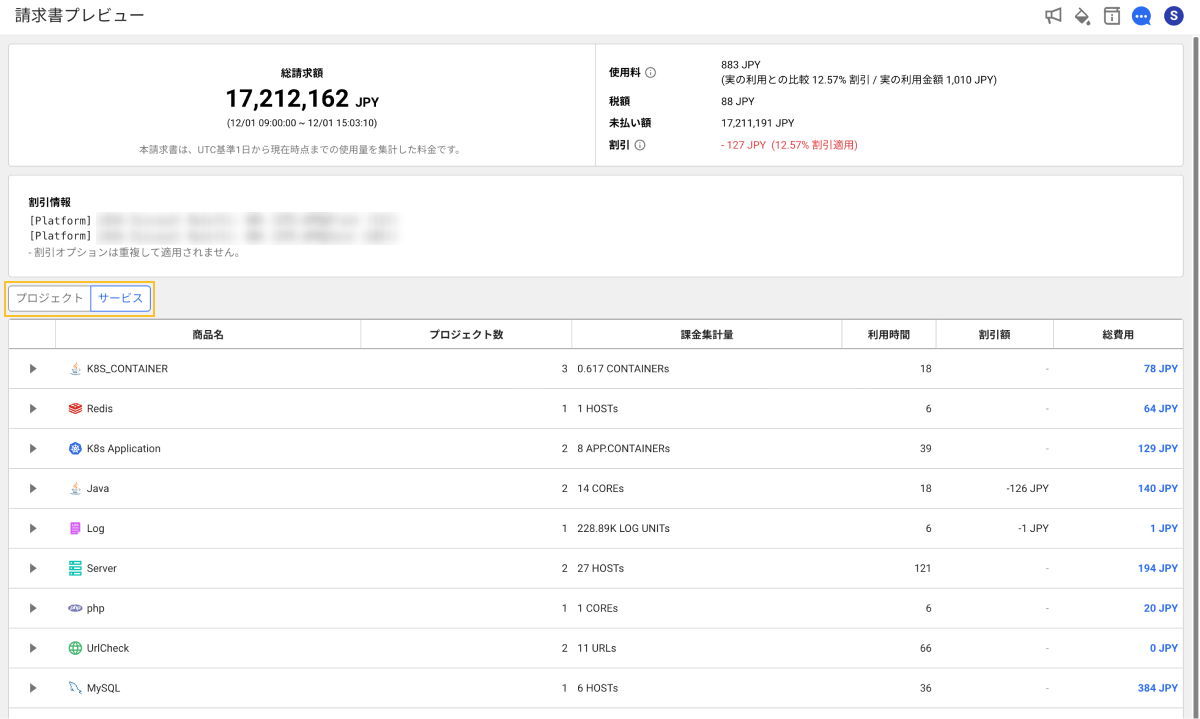 請求書プレビュー
S
総請求額
17,212,162 JPY
(12/01 09:00:00 ~ 12/01 15:03:10)
本請求書は、UTC基準1日から現在時点までの使用量を集計した料金です。
使用料 883 JPY
(実の利用との比較 12.57% 割引 / 実の利用金額 1,010 JPY)
税額 88 JPY
未払い額 17,211,191 JPY
割引 - 127 JPY (12.57% 割引適用)
割引情報
[Platform]
[Platform]
- 割引オプションは重複して適用されません。
プロジェクト サービス
商品名 プロジェクト数 課金集計量 利用時間 割引額 総費用
K8S_CONTAINER 3 0.617 CONTAINERs 18 - 78 JPY
Redis 1 1 HOSTs 6 - 64 JPY
K8s Application 2 8 APP.CONTAINERs 39 - 129 JPY
Java 2 14 COREs 18 -126 JPY 140 JPY
Log 1 228.89K LOG UNITs 6 -1 JPY 1 JPY
Server 2 27 HOSTs 121 - 194 JPY
php 1 1 COREs 6 - 20 JPY
UrlCheck 2 11 URLs 66 - 0 JPY
MySQL 1 6 HOSTs 36 - 384 JPY